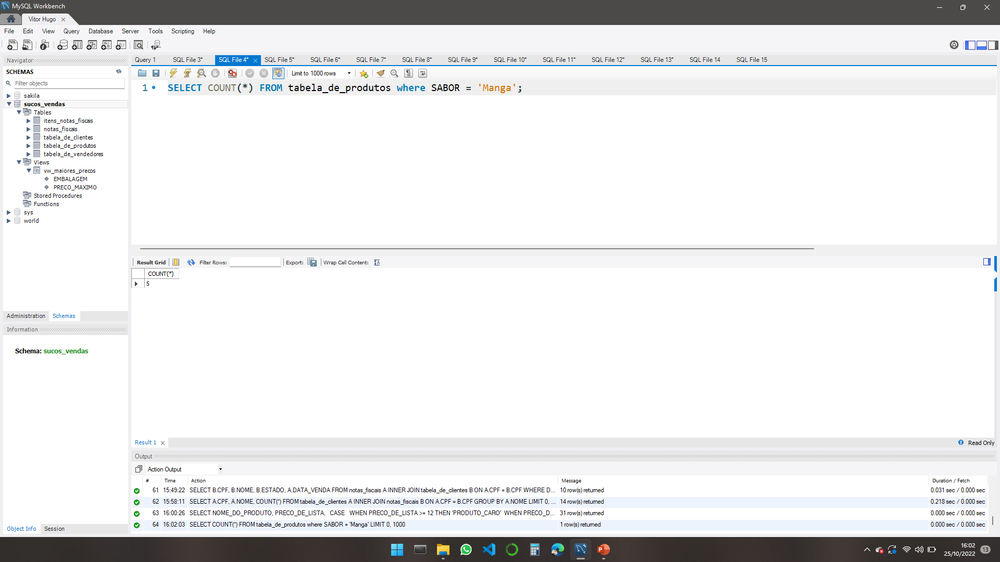 MySQL Workbench
Vitor Hugo
File Edit View Query Database Server Tools Scripting Help
Navigator
SCHEMAS
Filter objects
sakila
sucos_vendas
Tables
itens_notas_fiscais
notas_fiscais
tabela_de_clientes
tabela_de_produtos
tabela_de_vendedores
Views
vw_maiores_precos
EMBALAGEM
PRECO_MAXIMO
Stored Procedures
Functions
sys
world
Administration Schemas
Information
Schema: sucos_vendas
Object Info Session
Query 1 SQL File 3* SQL File 4* SQL File 5* SQL File 6* SQL File 7* SQL File 8* SQL File 9* SQL File 10* SQL File 11* SQL File 12* SQL File 13* SQL File 14 SQL File 15
Limit to 1000 rows
1 SELECT COUNT(*) FROM tabela_de_produtos where SABOR = 'Manga';
Result Grid Filter Rows: Export: Wrap Cell Content:
COUNT(*)
5
Result 1 Read Only
Output
Action Output
# Time Action Message Duration / Fetch
61 15:49:22 SELECT B.CPF, B.NOME, B.ESTADO, A.DATA_VENDA FROM notas_fiscais A INNER JOIN tabela_de_clientes B ON A.CPF = B.CPF WHERE D... 10 row(s) returned 0.031 sec / 0.000 sec
62 15:58:11 SELECT A.CPF, A.NOME, COUNT(*) FROM tabela_de_clientes A INNER JOIN notas_fiscais B ON A.CPF = B.CPF GROUP BY A.NOME LIMIT 0, ... 14 row(s) returned 0.218 sec / 0.000 sec
63 16:00:26 SELECT NOME_DO_PRODUTO, PRECO_DE_LISTA, CASE WHEN PRECO_DE_LISTA >= 12 THEN 'PRODUTO_CARO' WHEN PRECO_D... 31 row(s) returned 0.000 sec / 0.000 sec
64 16:02:03 SELECT COUNT(*) FROM tabela_de_produtos where SABOR = 'Manga' LIMIT 0, 1000 1 row(s) returned 0.000 sec / 0.000 sec
16:02
25/10/2022
13